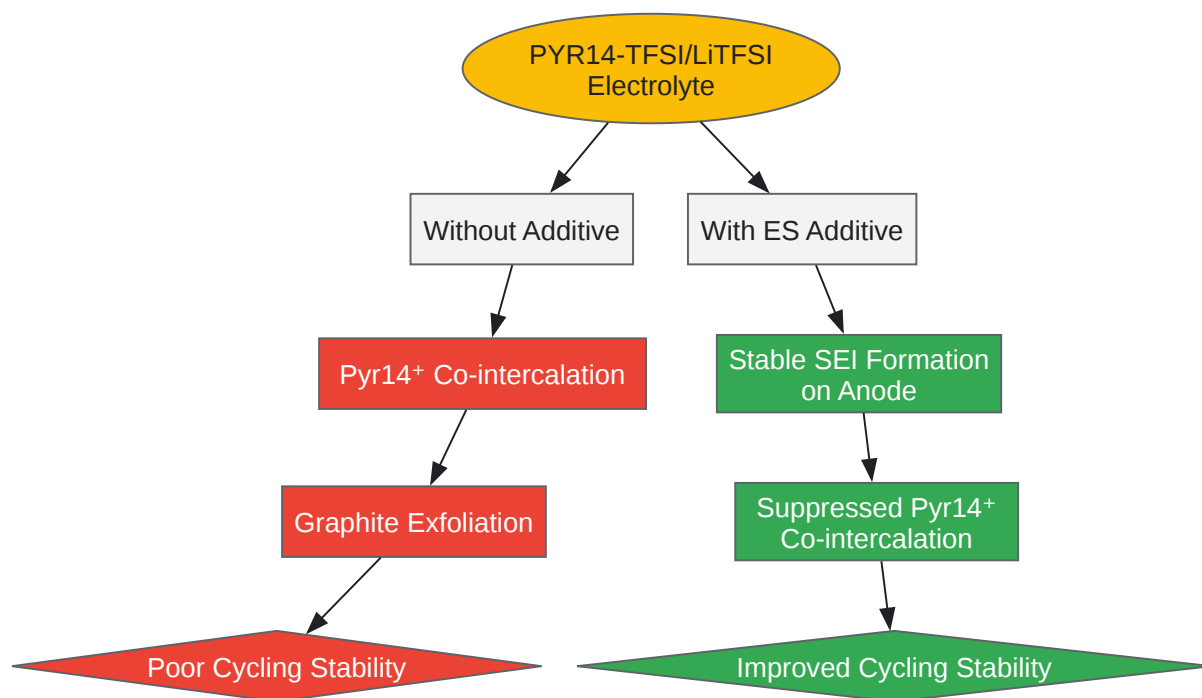 PYR14-TFSI/LiTFSI
Electrolyte
Without Additive
With ES Additive
Pyr14⁺ Co-intercalation
Stable SEI Formation
on Anode
Graphite Exfoliation
Suppressed Pyr14⁺
Co-intercalation
Poor Cycling Stability
Improved Cycling Stability